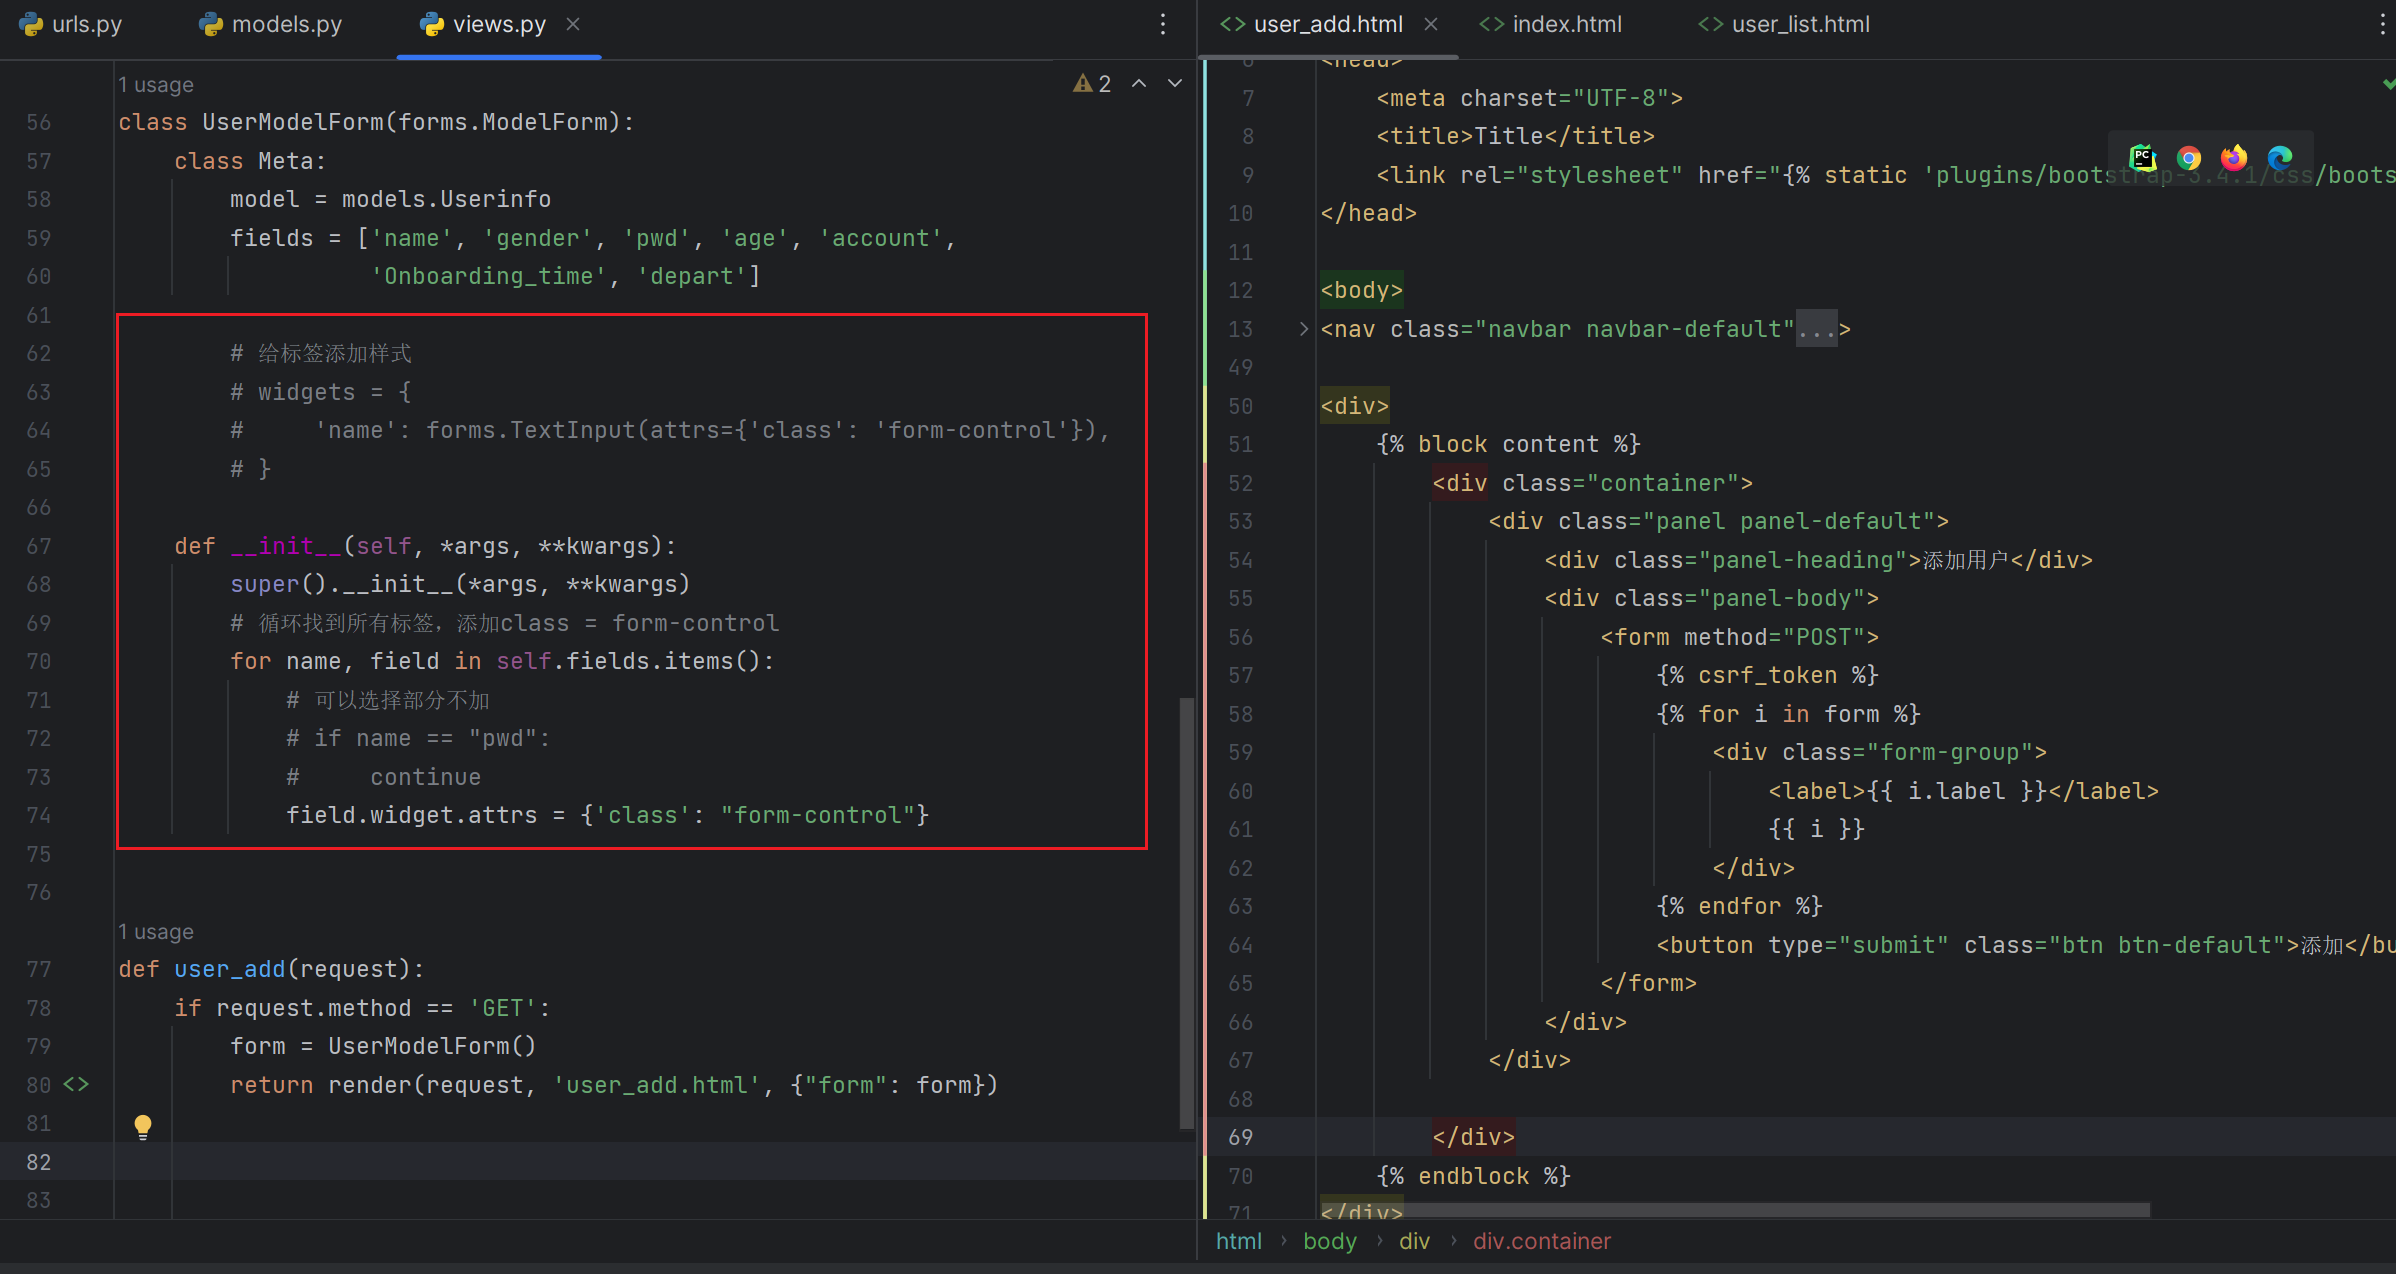 urls.py
models.py
views.py
1 usage
2
56 class UserModelForm(forms.ModelForm):
57 class Meta:
58 model = models.Userinfo
59 fields = ['name', 'gender', 'pwd', 'age', 'account',
60 'Onboarding_time', 'depart']
61
62 # 给标签添加样式
63 # widgets = {
64 # 'name': forms.TextInput(attrs={'class': 'form-control'}),
65 # }
66
67 def __init__(self, *args, **kwargs):
68 super().__init__(*args, **kwargs)
69 # 循环找到所有标签，添加class = form-control
70 for name, field in self.fields.items():
71 # 可以选择部分不加
72 # if name == "pwd":
73 # continue
74 field.widget.attrs = {'class': "form-control"}
75
76
1 usage
77 def user_add(request):
78 if request.method == 'GET':
79 form = UserModelForm()
80 return render(request, 'user_add.html', {"form": form})
81
82
83
user_add.html
index.html
user_list.html
6 <head>
7 <meta charset="UTF-8">
8 <title>Title</title>
9 <link rel="stylesheet" href="{% static 'plugins/bootstrap-3.4.1/css/boots
10 </head>
11
12 <body>
13 <nav class="navbar navbar-default"...>
49
50 <div>
51 {% block content %}
52 <div class="container">
53 <div class="panel panel-default">
54 <div class="panel-heading">添加用户</div>
55 <div class="panel-body">
56 <form method="POST">
57 {% csrf_token %}
58 {% for i in form %}
59 <div class="form-group">
60 <label>{{ i.label }}</label>
61 {{ i }}
62 </div>
63 {% endfor %}
64 <button type="submit" class="btn btn-default">添加</bu
65 </form>
66 </div>
67 </div>
68
69 </div>
70 {% endblock %}
71 </div>
html › body › div › div.container